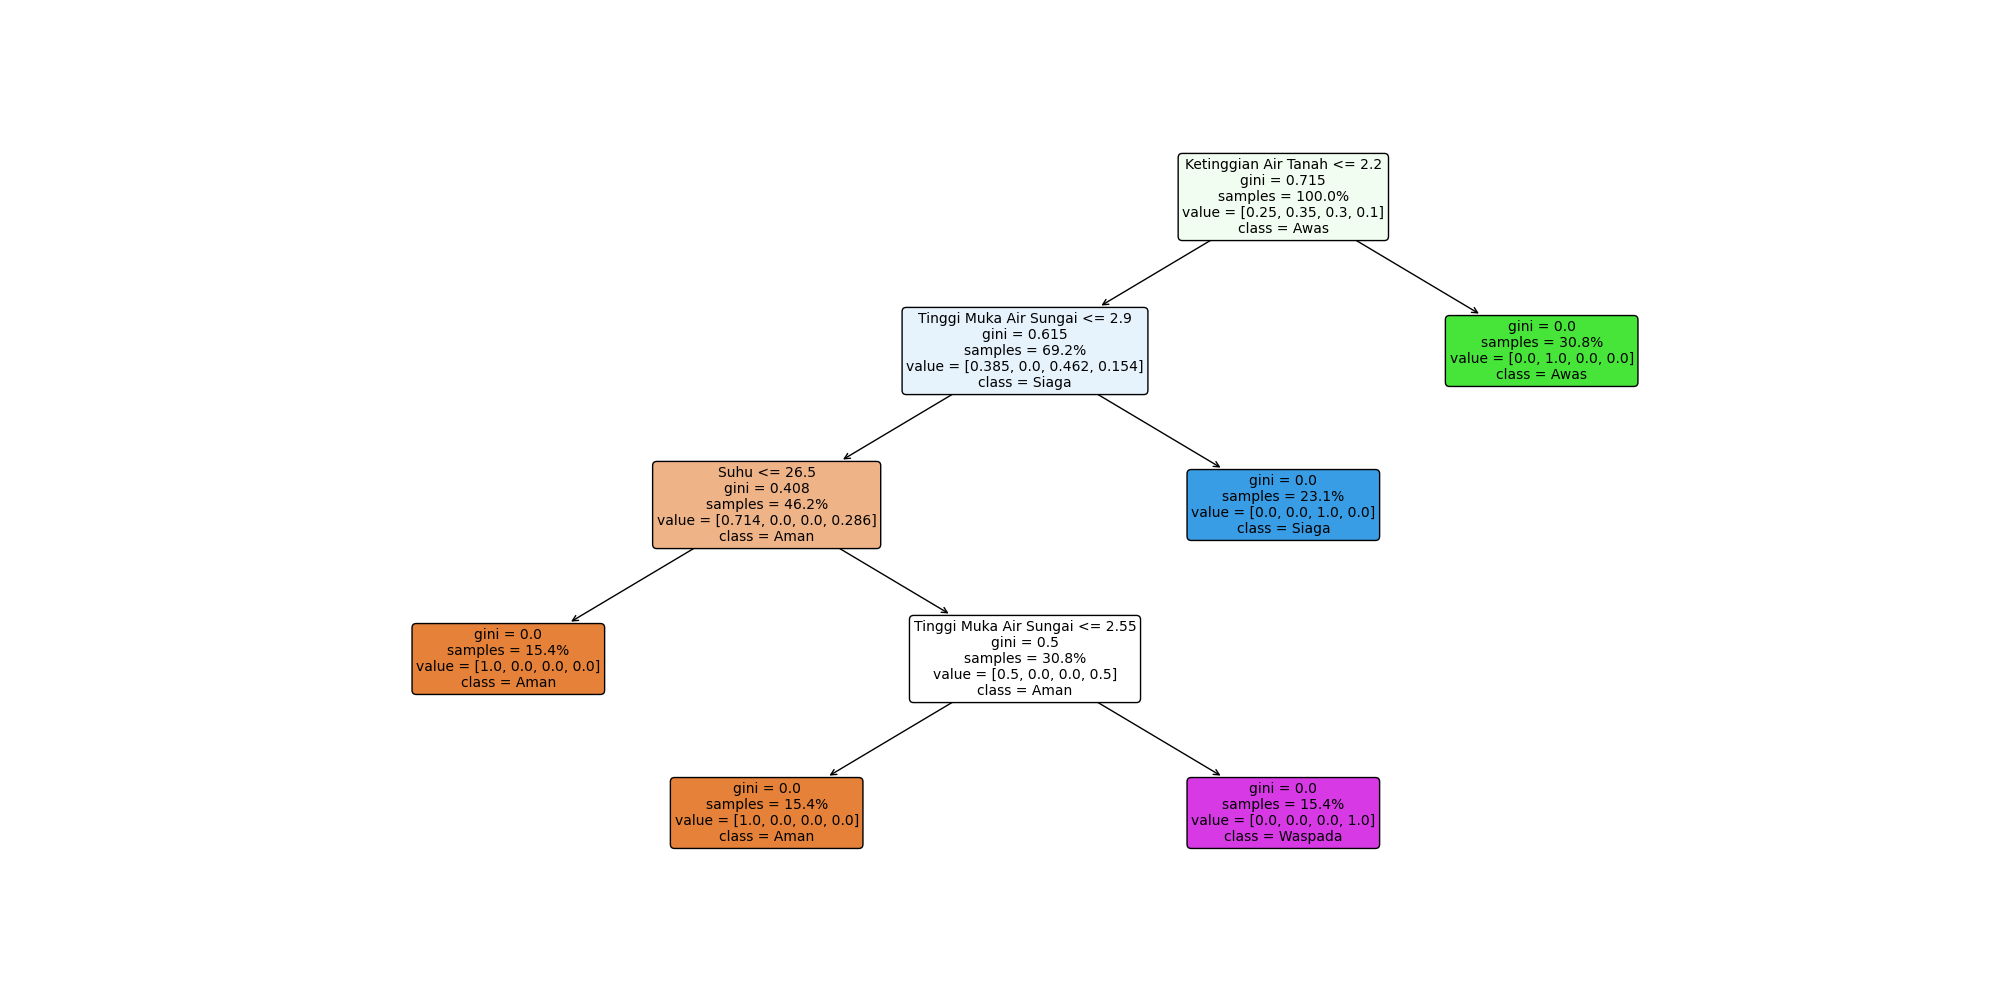 Ketinggian Air Tanah <= 2.2
gini = 0.715
samples = 100.0%
value = [0.25, 0.35, 0.3, 0.1]
class = Awas
Tinggi Muka Air Sungai <= 2.9
gini = 0.615
samples = 69.2%
value = [0.385, 0.0, 0.462, 0.154]
class = Siaga
gini = 0.0
samples = 30.8%
value = [0.0, 1.0, 0.0, 0.0]
class = Awas
Suhu <= 26.5
gini = 0.408
samples = 46.2%
value = [0.714, 0.0, 0.0, 0.286]
class = Aman
gini = 0.0
samples = 23.1%
value = [0.0, 0.0, 1.0, 0.0]
class = Siaga
gini = 0.0
samples = 15.4%
value = [1.0, 0.0, 0.0, 0.0]
class = Aman
Tinggi Muka Air Sungai <= 2.55
gini = 0.5
samples = 30.8%
value = [0.5, 0.0, 0.0, 0.5]
class = Aman
gini = 0.0
samples = 15.4%
value = [1.0, 0.0, 0.0, 0.0]
class = Aman
gini = 0.0
samples = 15.4%
value = [0.0, 0.0, 0.0, 1.0]
class = Waspada